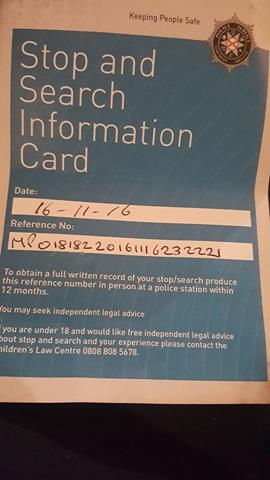 Keeping People Safe
Stop and
Search
Information
Card
Date:
16-11-16
Reference No:
To obtain a full written record of your stop/search produce
this reference number in person at a police station within
12 months.
You may seek independent legal advice
If you are under 18 and would like free independent legal advice
about stop and search and your experience please contact the
Children's Law Centre 0808 808 5678.